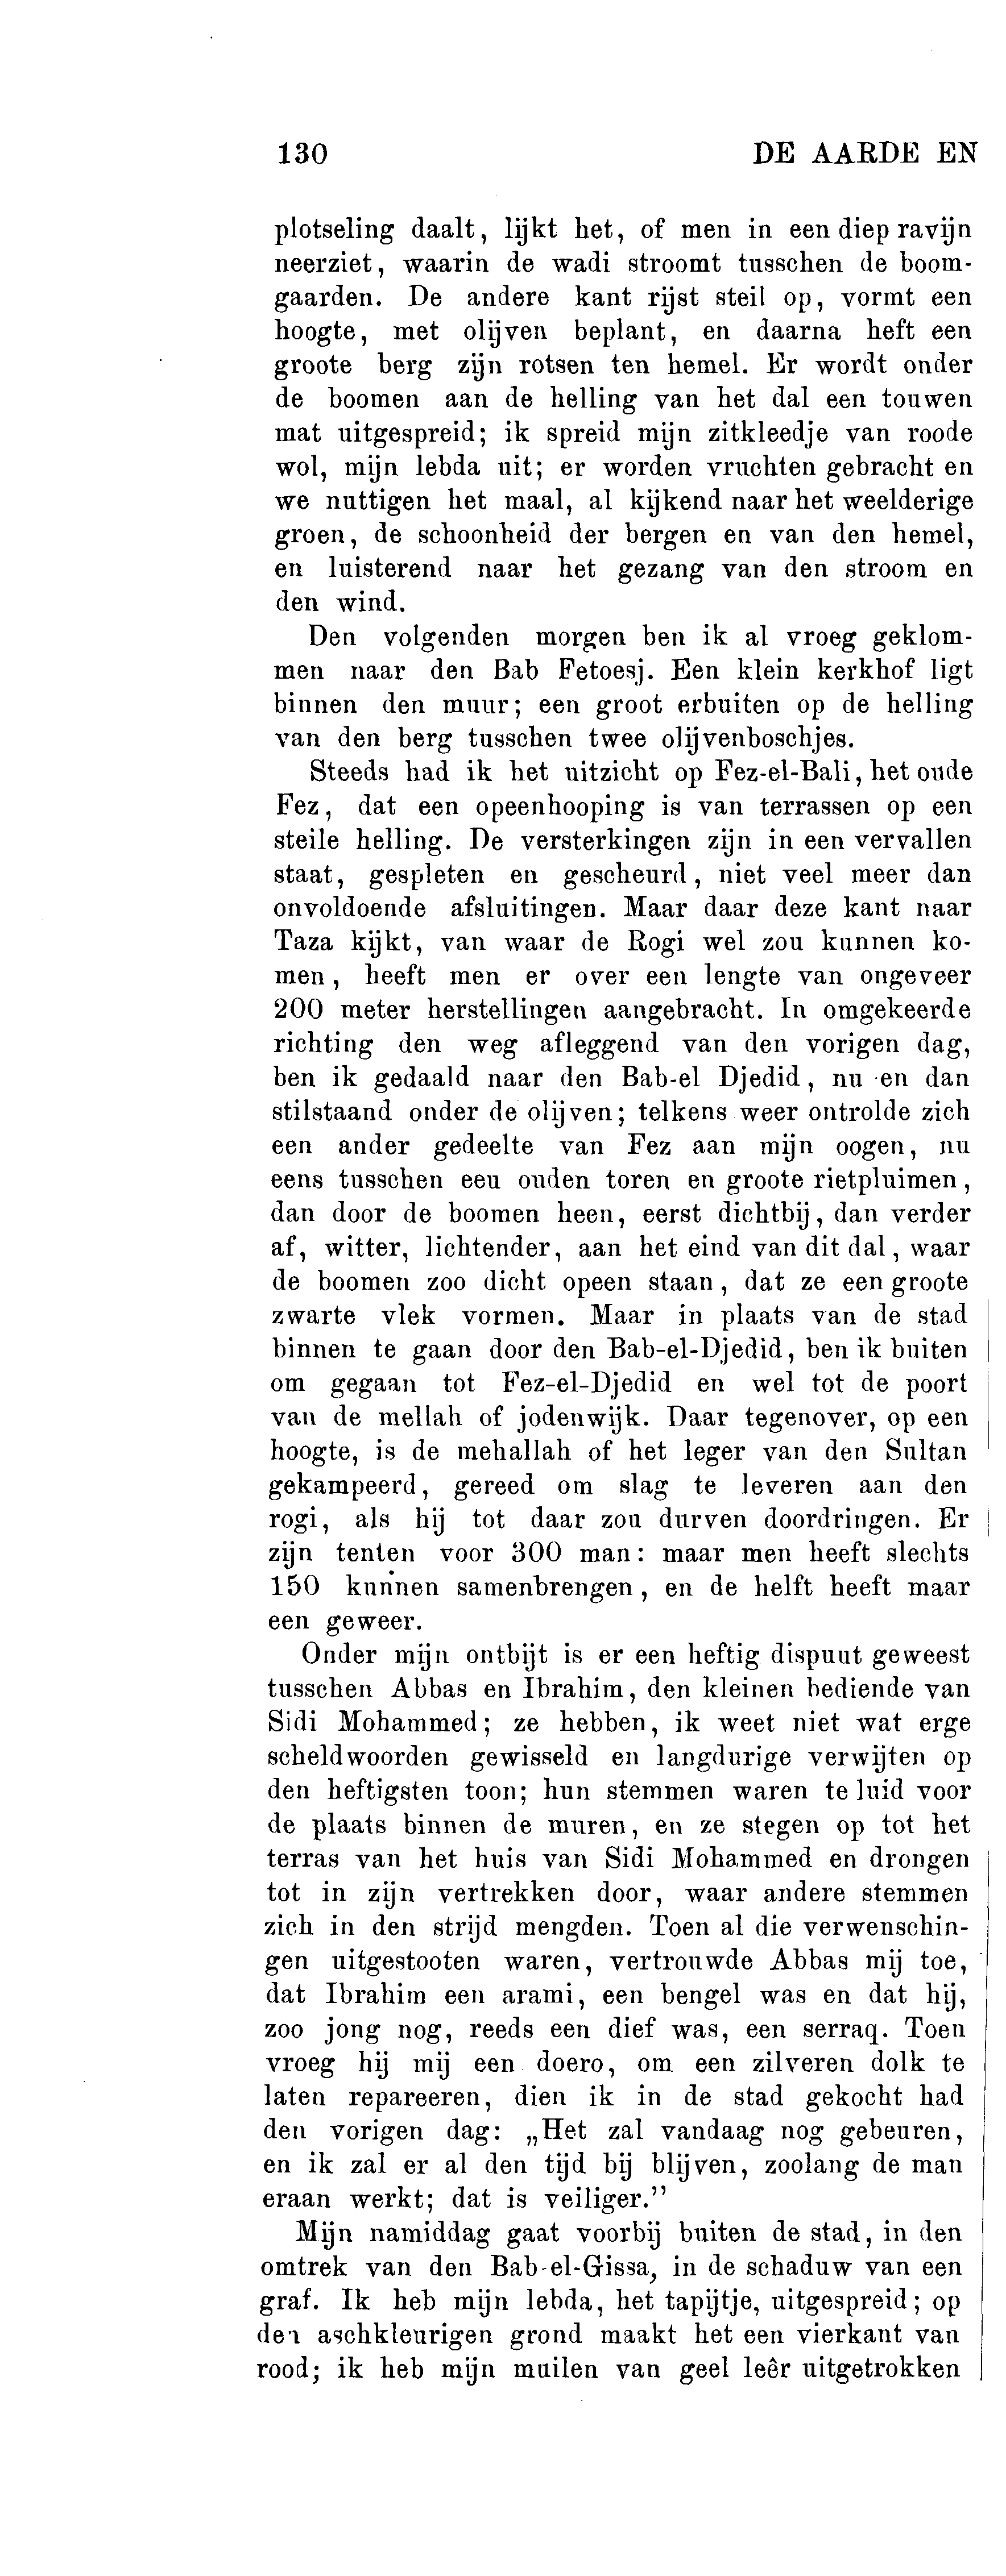 130 DE AARDE EN
plotseling daalt, lijkt het, of men in een diep ravijn
neerziet, waarin de wadi stroomt tusschen de boom-
gaarden. De andere kant rijst steil op, vormt een
hoogte, met olijven beplant, en daarna heft een
groote berg zijn rotsen ten hemel. Er wordt onder
de boomen aan de helling van het dal een touwen
mat uitgespreid; ik spreid mijn zitkleedje van roode
wol, mijn lebda uit; er worden vruchten gebracht en
we nuttigen het maal, al kijkend naar het weelderige
groen, de schoonheid der bergen en van den hemel,
en luisterend naar het gezang van den stroom en
den wind.
Den volgenden morgen ben ik al vroeg geklom-
men naar den Bab Fetoesj. Een klein kerkhof ligt
binnen den muur; een groot erbuiten op de helling
van den berg tusschen twee olijvenboschjes.
Steeds had ik het uitzicht op Fez-el-Bali, het oude
Fez, dat een opeenhooping is van terrassen op een
steile helling. De versterkingen zijn in een vervallen
staat, gespleten en gescheurd, niet veel meer dan
onvoldoende afsluitingen. Maar daar deze kant naar
Taza kijkt, van waar de Rogi wel zou kunnen ko-
men, heeft men er over een lengte van ongeveer
200 meter herstellingen aangebracht. In omgekeerde
richting den weg afleggend van den vorigen dag,
ben ik gedaald naar den Bab-el Djedid, nu en dan
stilstaand onder de olijven; telkens weer ontrolde zich
een ander gedeelte van Fez aan mijn oogen, nu
eens tusschen een ouden toren en groote rietpluimen,
dan door de boomen heen, eerst dichtbij, dan verder
af, witter, lichtender, aan het eind van dit dal, waar
de boomen zoo dicht opeen staan, dat ze een groote
zwarte vlek vormen. Maar in plaats van de stad
binnen te gaan door den Bab-el-Djedid, ben ik buiten
om gegaan tot Fez-el-Djedid en wel tot de poort
van de mellah of jodenwijk. Daar tegenover, op een
hoogte, is de mehallah of het leger van den Sultan
gekampeerd, gereed om slag te leveren aan den
rogi, als hij tot daar zou durven doordringen. Er
zijn tenten voor 300 man: maar men heeft slechts
150 kunnen samenbrengen, en de helft heeft maar
een geweer.
Onder mijn ontbijt is er een heftig dispuut geweest
tusschen Abbas en Ibrahim, den kleinen bediende van
Sidi Mohammed; ze hebben, ik weet niet wat erge
scheldwoorden gewisseld en langdurige verwijten op
den heftigsten toon; hun stemmen waren te luid voor
de plaats binnen de muren, en ze stegen op tot het
terras van het huis van Sidi Mohammed en drongen
tot in zijn vertrekken door, waar andere stemmen
zich in den strijd mengden. Toen al die verwenschin-
gen uitgestooten waren, vertrouwde Abbas mij toe,
dat Ibrahim een arami, een bengel was en dat hij,
zoo jong nog, reeds een dief was, een serraq. Toen
vroeg hij mij een doero, om een zilveren dolk te
laten repareeren, dien ik in de stad gekocht had
den vorigen dag: „Het zal vandaag nog gebeuren,
en ik zal er al den tijd bij blijven, zoolang de man
eraan werkt; dat is veiliger.”
Mijn namiddag gaat voorbij buiten de stad, in den
omtrek van den Bab-el-Gissa, in de schaduw van een
graf. Ik heb mijn lebda, het tapijtje, uitgespreid; op
den aschkleurigen grond maakt het een vierkant van
rood; ik heb mijn muilen van geel leêr uitgetrokken